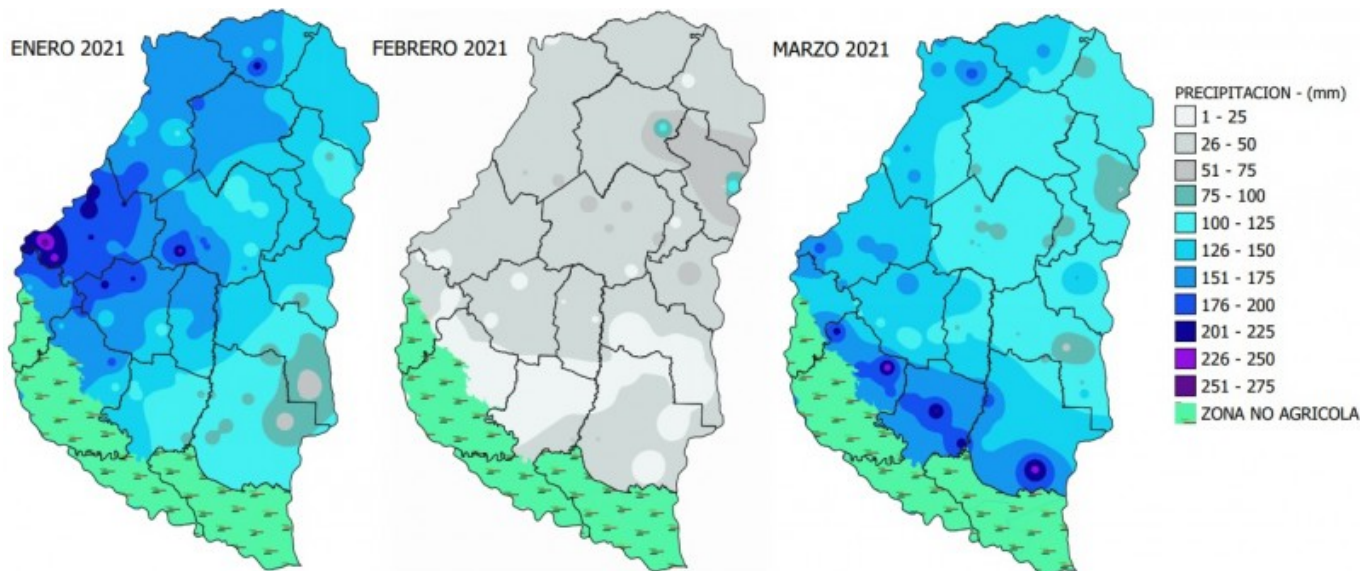 ENERO 2021
FEBRERO 2021
MARZO 2021
PRECIPITACION - (mm)
1 - 25
26 - 50
51 - 75
75 - 100
100 - 125
126 - 150
151 - 175
176 - 200
201 - 225
226 - 250
251 - 275
ZONA NO AGRICOLA